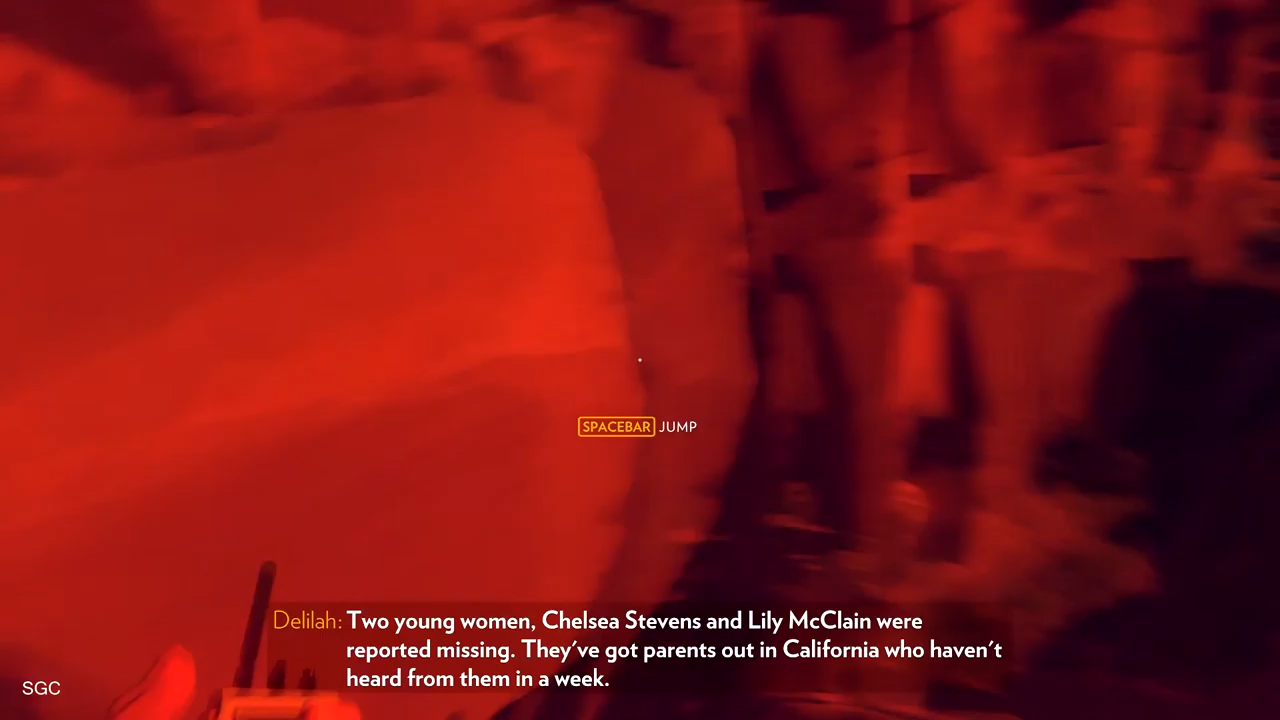 SPACEBAR JUMP
Delilah: Two young women, Chelsea Stevens and Lily McClain were
reported missing. They've got parents out in California who haven't
heard from them in a week.
SGC